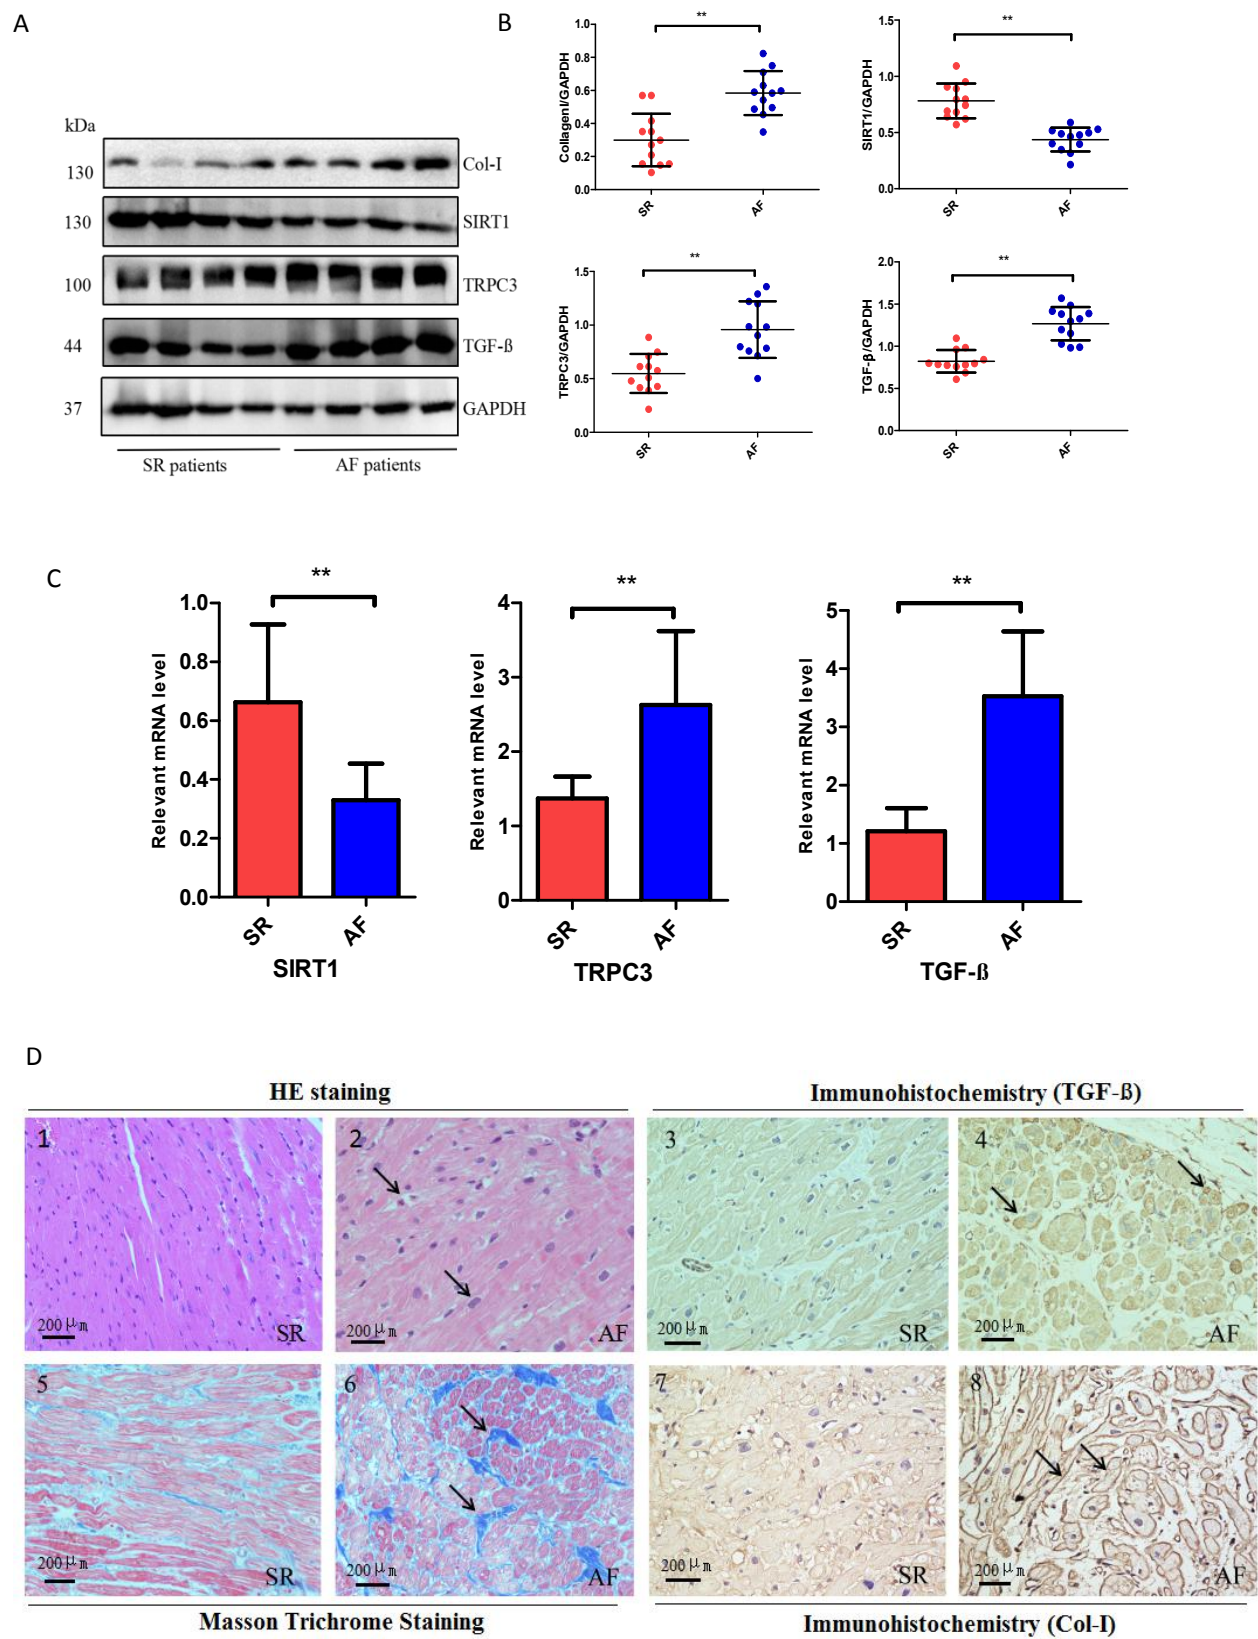 A
kDa
130 Col-I
130 SIRT1
100 TRPC3
44 TGF-ß
37 GAPDH
SR patients AF patients
B
**
CollagenI/GAPDH
1.0
0.8
0.6
0.4
0.2
0.0
SR AF
**
SIRT1/GAPDH
1.5
1.0
0.5
0.0
SR AF
**
TRPC3/GAPDH
1.5
1.0
0.5
0.0
SR AF
**
TGF-β/GAPDH
2.0
1.5
1.0
0.5
0.0
SR AF
C
**
Relevant mRNA level
1.0
0.8
0.6
0.4
0.2
0.0
SR AF
SIRT1
**
Relevant mRNA level
4
3
2
1
0
SR AF
TRPC3
**
Relevant mRNA level
5
4
3
2
1
0
SR AF
TGF-ß
D
HE staining
Immunohistochemistry (TGF-ß)
1
200 μm
SR
2
200 μm
AF
3
200 μm
SR
4
200 μm
AF
5
200 μm
SR
6
200 μm
AF
7
200 μm
SR
8
200 μm
AF
Masson Trichrome Staining
Immunohistochemistry (Col-I)